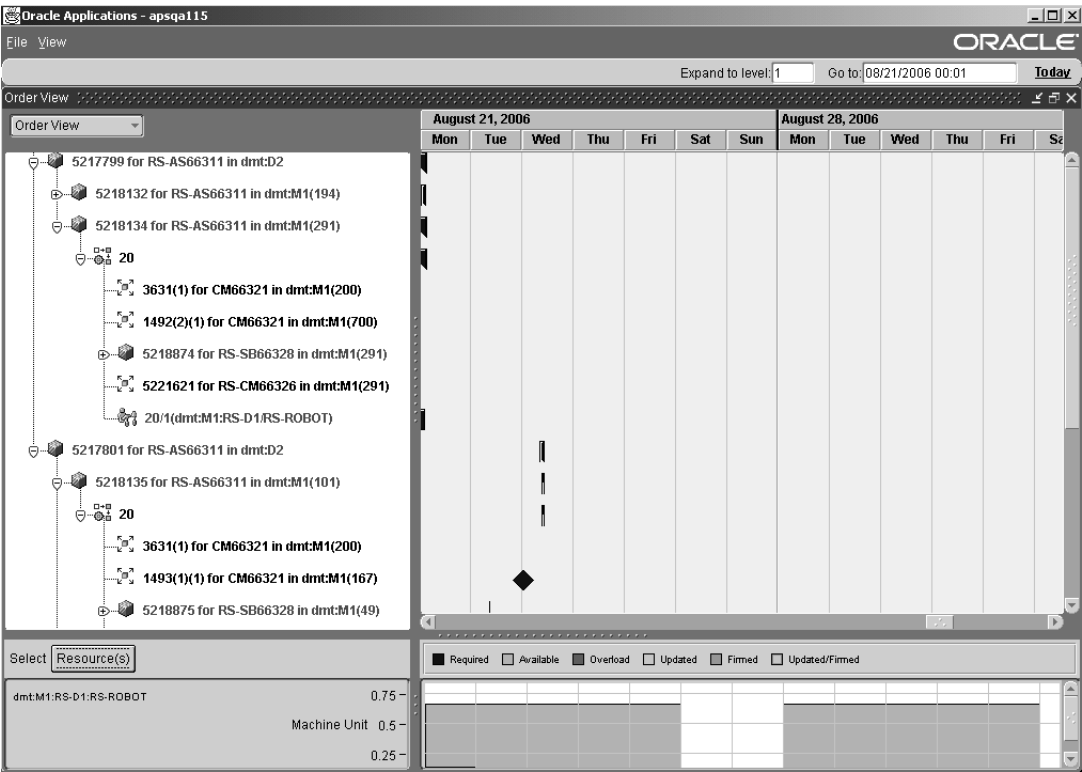 Oracle Applications - apsqa115
File View
ORACLE
Expand to level: 1 Go to: 08/21/2006 00:01 Today
Order View
Order View
August 21, 2006 August 28, 2006
Mon Tue Wed Thu Fri Sat Sun Mon Tue Wed Thu Fri Sa
5217799 for RS-AS66311 in dmt:D2
5218132 for RS-AS66311 in dmt:M1(194)
5218134 for RS-AS66311 in dmt:M1(291)
20
3631(1) for CM66321 in dmt:M1(200)
1492(2)(1) for CM66321 in dmt:M1(700)
5218874 for RS-SB66328 in dmt:M1(291)
5221621 for RS-CM66326 in dmt:M1(291)
20/1(dmt:M1:RS-D1/RS-ROBOT)
5217801 for RS-AS66311 in dmt:D2
5218135 for RS-AS66311 in dmt:M1(101)
20
3631(1) for CM66321 in dmt:M1(200)
1493(1)(1) for CM66321 in dmt:M1(167)
5218875 for RS-SB66328 in dmt:M1(49)
Select Resource(s)
Required Available Overload Updated Firmed Updated/Firmed
dmt:M1:RS-D1:RS-ROBOT 0.75
Machine Unit 0.5
0.25